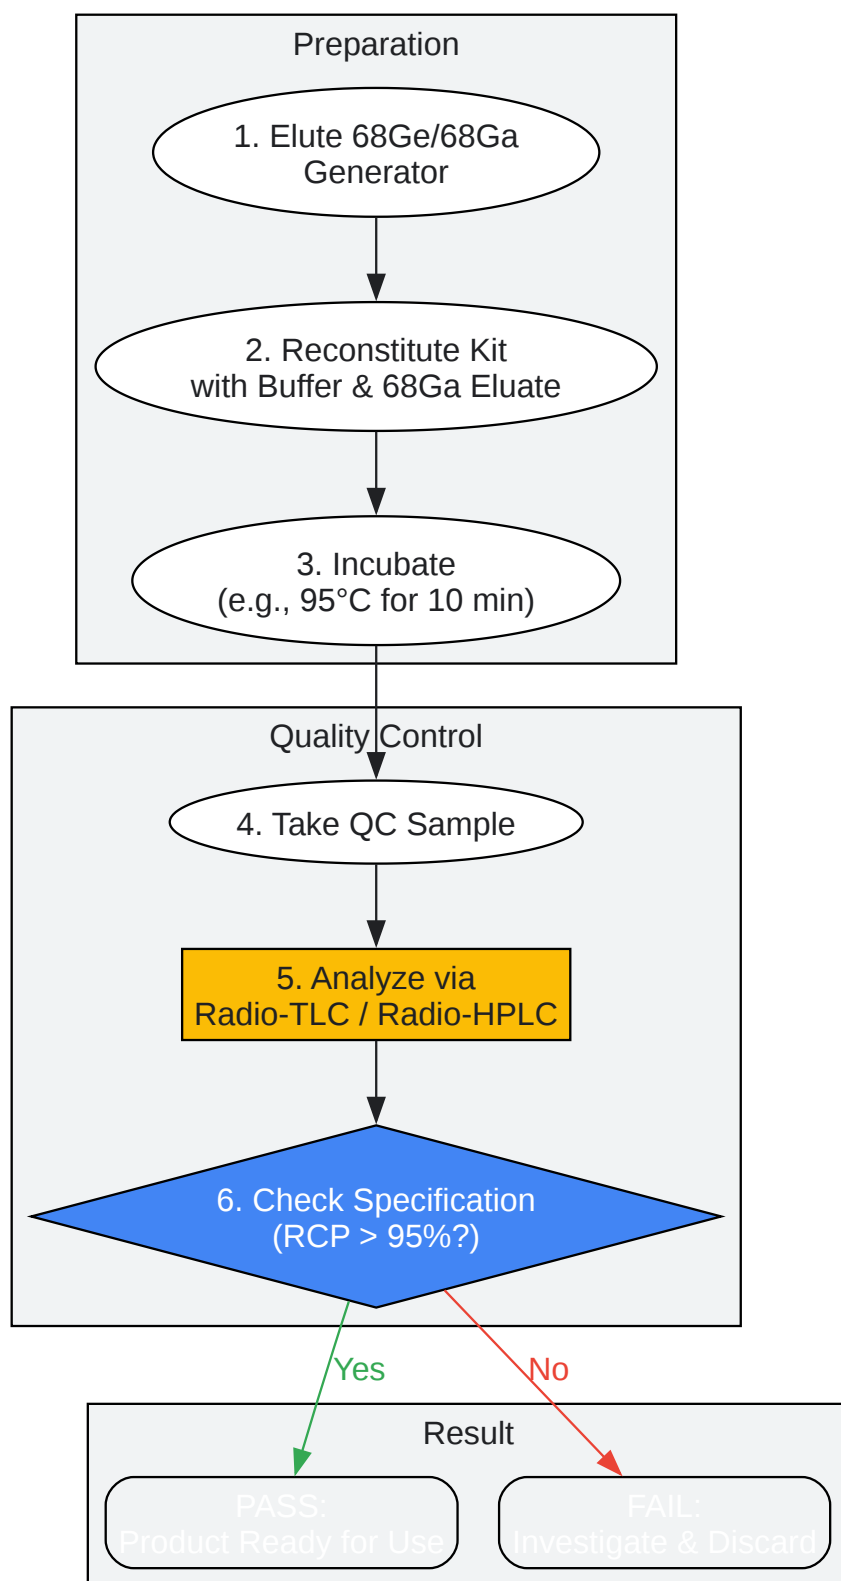 Preparation
1. Elute 68Ge/68Ga
Generator
2. Reconstitute Kit
with Buffer & 68Ga Eluate
3. Incubate
(e.g., 95°C for 10 min)
Quality Control
4. Take QC Sample
5. Analyze via
Radio-TLC / Radio-HPLC
6. Check Specification
(RCP > 95%?)
Yes
No
Result
PASS:
Product Ready for Use
FAIL:
Investigate & Discard